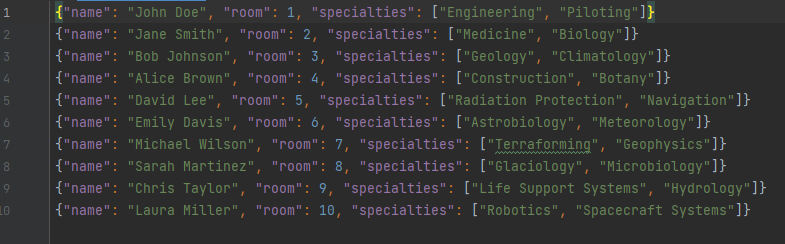 1 {"name": "John Doe", "room": 1, "specialties": ["Engineering", "Piloting"]}
2 {"name": "Jane Smith", "room": 2, "specialties": ["Medicine", "Biology"]}
3 {"name": "Bob Johnson", "room": 3, "specialties": ["Geology", "Climatology"]}
4 {"name": "Alice Brown", "room": 4, "specialties": ["Construction", "Botany"]}
5 {"name": "David Lee", "room": 5, "specialties": ["Radiation Protection", "Navigation"]}
6 {"name": "Emily Davis", "room": 6, "specialties": ["Astrobiology", "Meteorology"]}
7 {"name": "Michael Wilson", "room": 7, "specialties": ["Terraforming", "Geophysics"]}
8 {"name": "Sarah Martinez", "room": 8, "specialties": ["Glaciology", "Microbiology"]}
9 {"name": "Chris Taylor", "room": 9, "specialties": ["Life Support Systems", "Hydrology"]}
10 {"name": "Laura Miller", "room": 10, "specialties": ["Robotics", "Spacecraft Systems"]}